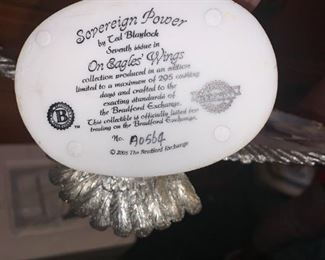 Sovereign Power
by Ted Blaylock
Seventh issue in
On Eagles' Wings
collection produced in an edition
limited to a maximum of 295 casting
days and crafted to the
exacting standards of
the Bradford Exchange.
This collectible is officially listed for
trading on the Bradford Exchange.
No. A0564
© 2005 The Bradford Exchange
B
TM